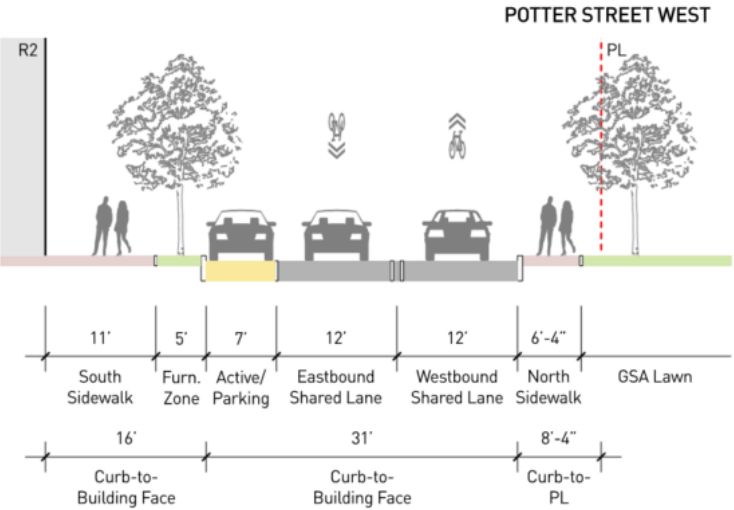 POTTER STREET WEST
R2
PL
11'
5'
7'
12'
12'
6'-4"
South
Sidewalk
Furn.
Zone
Active/
Parking
Eastbound
Shared Lane
Westbound
Shared Lane
North
Sidewalk
GSA Lawn
16'
31'
8'-4"
Curb-to-
Building Face
Curb-to-
Building Face
Curb-to-
PL